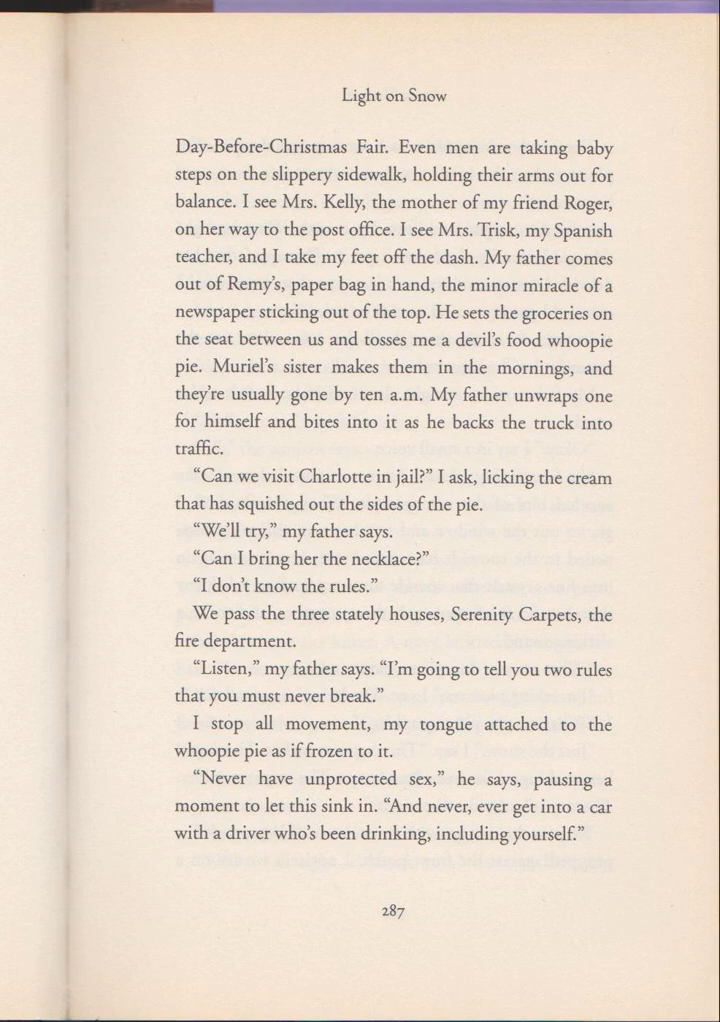 Light on Snow
Day-Before-Christmas Fair. Even men are taking baby
steps on the slippery sidewalk, holding their arms out for
balance. I see Mrs. Kelly, the mother of my friend Roger,
on her way to the post office. I see Mrs. Trisk, my Spanish
teacher, and I take my feet off the dash. My father comes
out of Remy’s, paper bag in hand, the minor miracle of a
newspaper sticking out of the top. He sets the groceries on
the seat between us and tosses me a devil’s food whoopie
pie. Muriel’s sister makes them in the mornings, and
they’re usually gone by ten a.m. My father unwraps one
for himself and bites into it as he backs the truck into
traffic.
“Can we visit Charlotte in jail?” I ask, licking the cream
that has squished out the sides of the pie.
“We’ll try,” my father says.
“Can I bring her the necklace?”
“I don’t know the rules.”
We pass the three stately houses, Serenity Carpets, the
fire department.
“Listen,” my father says. “I’m going to tell you two rules
that you must never break.”
I stop all movement, my tongue attached to the
whoopie pie as if frozen to it.
“Never have unprotected sex,” he says, pausing a
moment to let this sink in. “And never, ever get into a car
with a driver who’s been drinking, including yourself.”
287